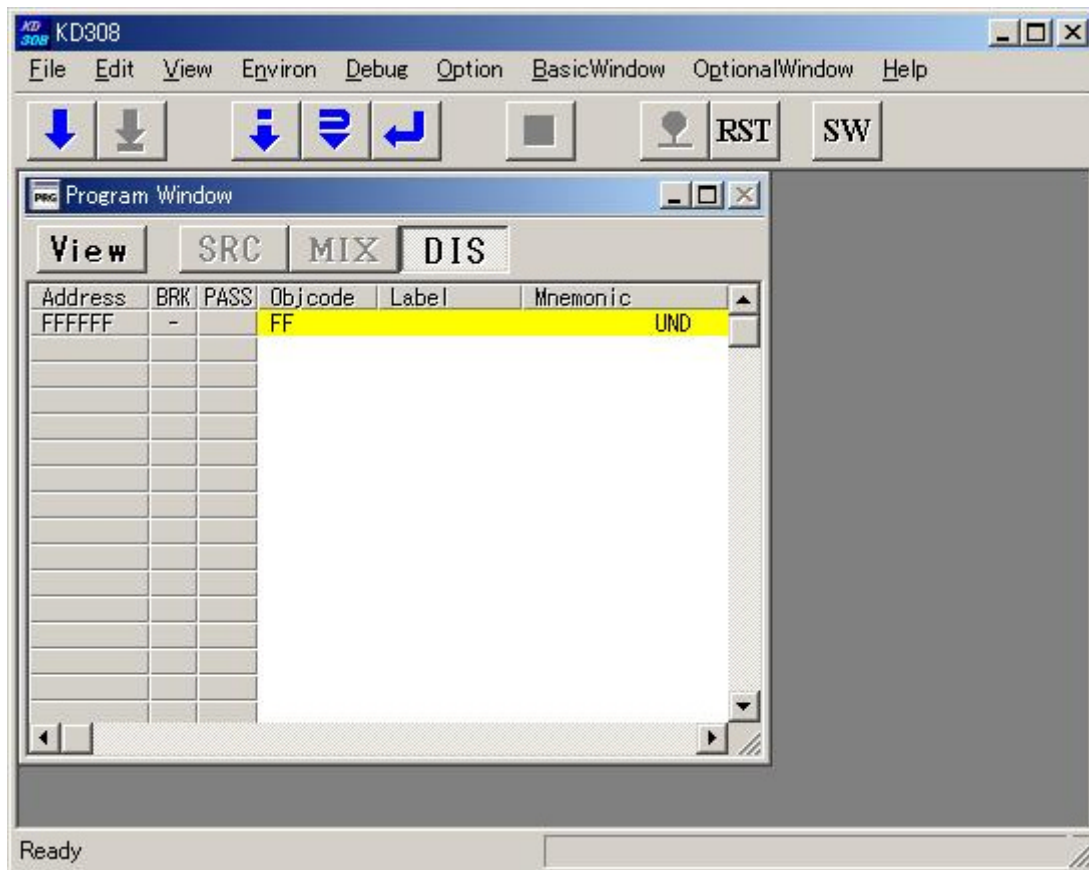 KD308 KD308
File Edit View Environ Debug Option BasicWindow OptionalWindow Help
RST SW
PRG Program Window
View SRC MIX DIS
Address BRK PASS Objcode Label Mnemonic
FFFFFF - FF UND
Ready